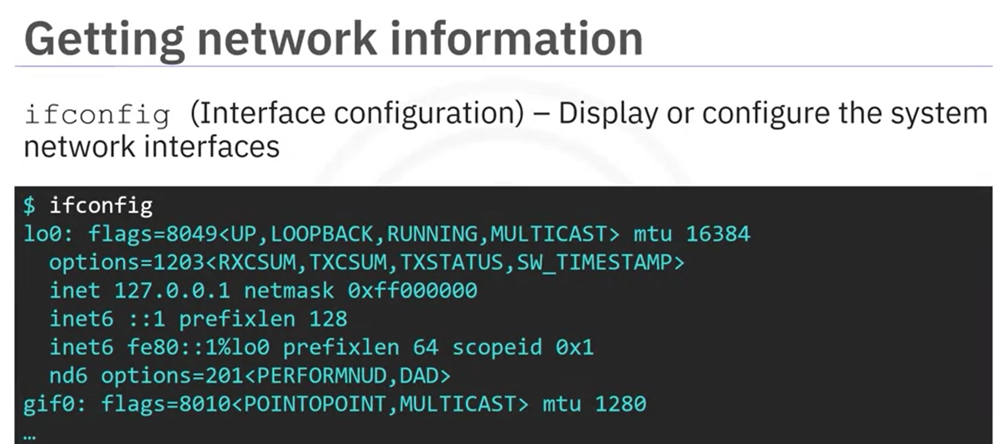 Getting network information
ifconfig (Interface configuration) – Display or configure the system
network interfaces
$ ifconfig
lo0: flags=8049<UP,LOOPBACK,RUNNING,MULTICAST> mtu 16384
options=1203<RXCSUM,TXCSUM,TXSTATUS,SW_TIMESTAMP>
inet 127.0.0.1 netmask 0xff000000
inet6 ::1 prefixlen 128
inet6 fe80::1%lo0 prefixlen 64 scopeid 0x1
nd6 options=201<PERFORMNUD,DAD>
gif0: flags=8010<POINTOPOINT,MULTICAST> mtu 1280
…